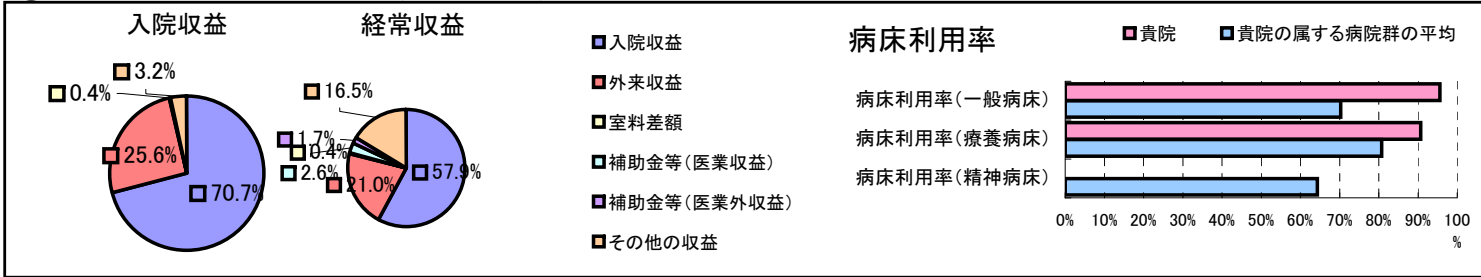 入院収益
経常収益
3.2%
0.4%
25.6%
70.7%
16.5%
1.7%
0.4%
2.6%
21.0%
57.9%
入院収益
外来収益
室料差額
補助金等(医業収益)
補助金等(医業外収益)
その他の収益
病床利用率
貴院
貴院の属する病院群の平均
病床利用率(一般病床)
病床利用率(療養病床)
病床利用率(精神病床)
0% 10% 20% 30% 40% 50% 60% 70% 80% 90% 100
%